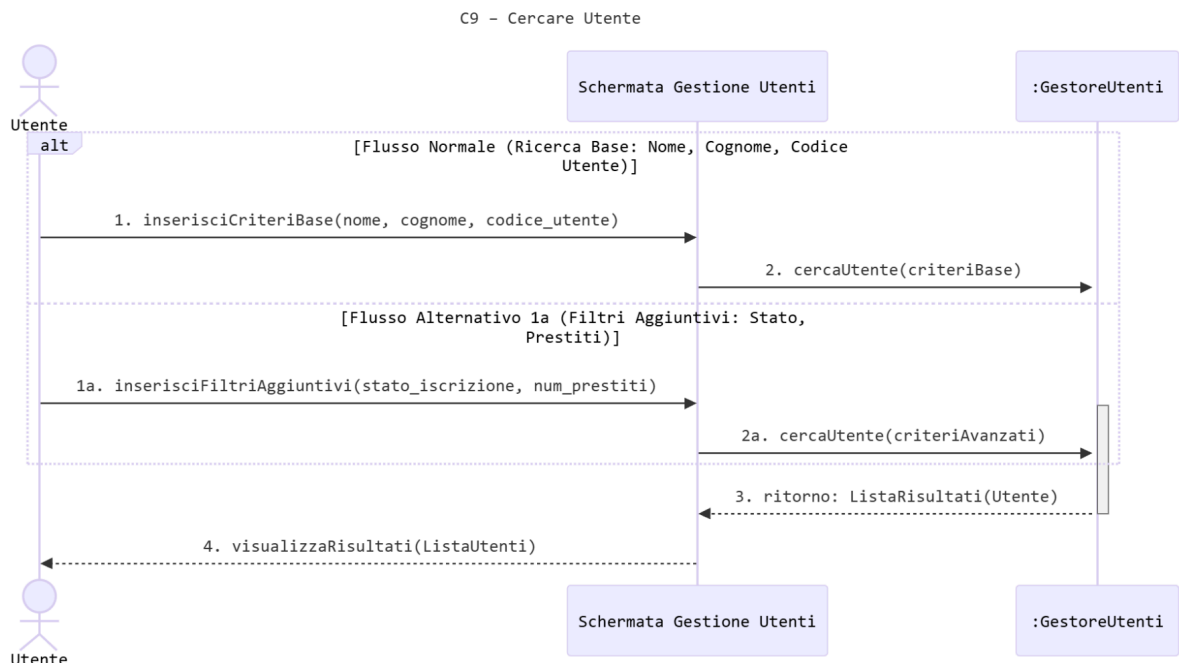 C9 – Cercare Utente
Utente
Schermata Gestione Utenti
:GestoreUtenti
alt
[Flusso Normale (Ricerca Base: Nome, Cognome, Codice
Utente)]
1. inserisciCriteriBase(nome, cognome, codice_utente)
2. cercaUtente(criteriBase)
[Flusso Alternativo 1a (Filtri Aggiuntivi: Stato,
Prestiti)]
1a. inserisciFiltriAggiuntivi(stato_iscrizione, num_prestiti)
2a. cercaUtente(criteriAvanzati)
3. ritorno: ListaRisultati(Utente)
4. visualizzaRisultati(ListaUtenti)
Utente
Schermata Gestione Utenti
:GestoreUtenti